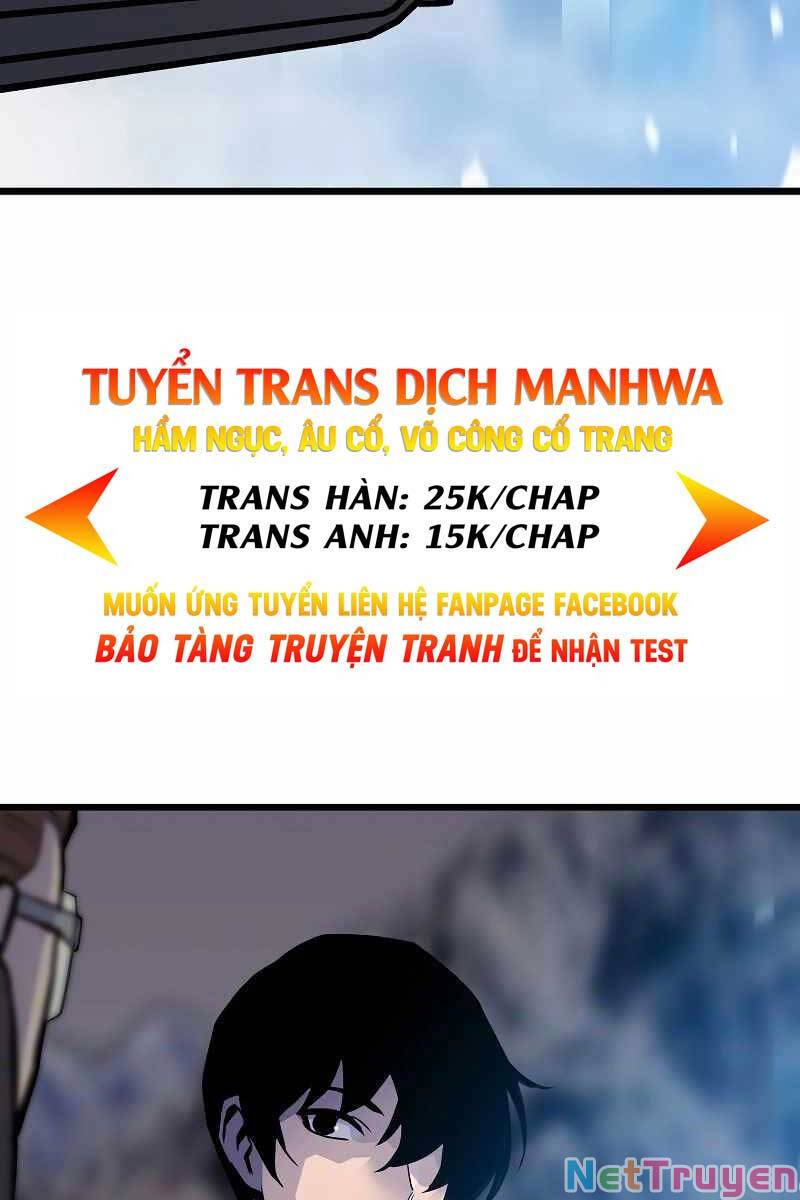 TUYỂN TRANS DỊCH MANHWA
HẦM NGỤC, ÂU CỔ, VÕ CÔNG CỔ TRANG
TRANS HÀN: 25K/CHAP
TRANS ANH: 15K/CHAP
MUỐN ỨNG TUYỂN LIÊN HỆ FANPAGE FACEBOOK
BẢO TÀNG TRUYỆN TRANH ĐỂ NHẬN TEST
NetTruyen